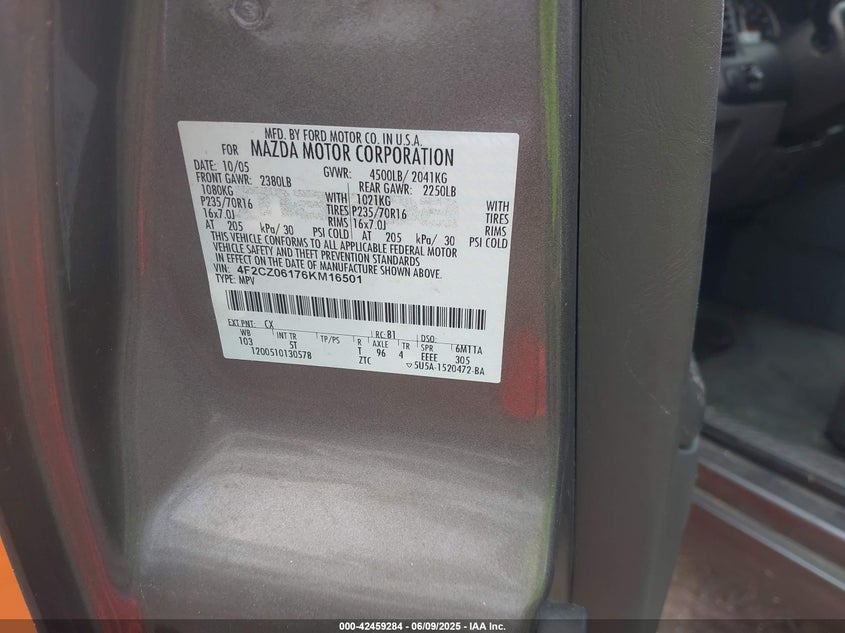 MFD. BY FORD MOTOR CO. IN U.S.A.
FOR MAZDA MOTOR CORPORATION
DATE: 10/05 GVWR: 4500LB/ 2041KG
FRONT GAWR: 2380LB REAR GAWR: 2250LB
1080KG WITH 1021KG WITH
P235/70R16 TIRES P235/70R16 TIRES
16x7.0J RIMS 16x7.0J RIMS
AT 205 kPa/ 30 PSI COLD AT 205 kPa/ 30 PSI COLD
THIS VEHICLE CONFORMS TO ALL APPLICABLE FEDERAL MOTOR
VEHICLE SAFETY AND THEFT PREVENTION STANDARDS
IN EFFECT ON THE DATE OF MANUFACTURE SHOWN ABOVE.
VIN: 4F2CZ06176KM16501
TYPE: MPV
EXT PNT: CX RC: 81 DSO:
WB INT TR TP/PS R AXLE TR SPR 6MTTA
103 5T T 96 4 EEEE 305
120051013057B ZTC ▽5U5A-1520472-BA
000-42459284 - 06/09/2025 - IAA Inc.